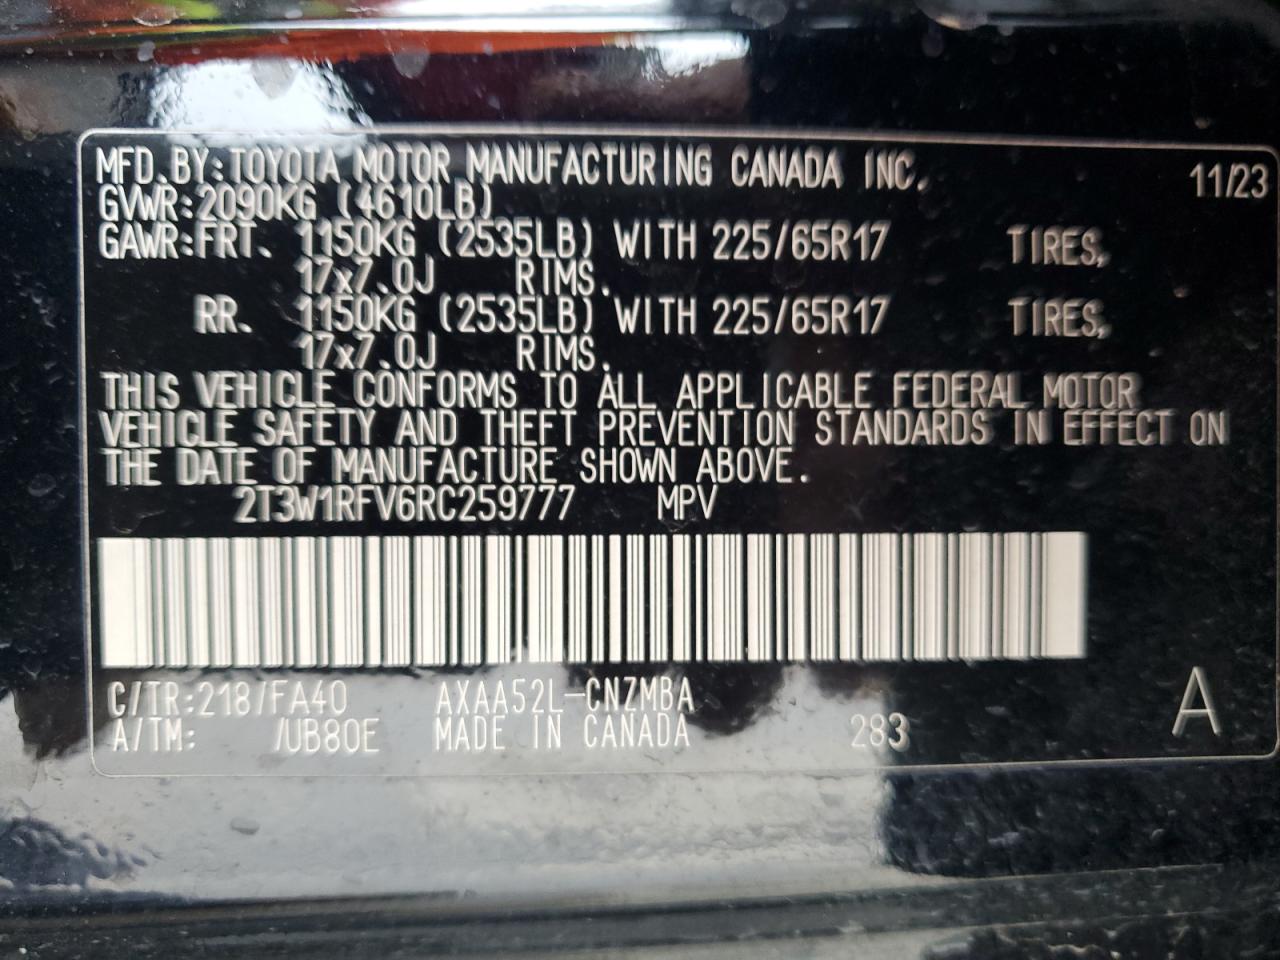 MFD.BY:TOYOTA MOTOR MANUFACTURING CANADA INC. 11/23
GVWR:2090KG (4610LB)
GAWR:FRT. 1150KG (2535LB) WITH 225/65R17 TIRES,
17x7.0J RIMS.
RR. 1150KG (2535LB) WITH 225/65R17 TIRES,
17x7.0J RIMS.
THIS VEHICLE CONFORMS TO ALL APPLICABLE FEDERAL MOTOR
VEHICLE SAFETY AND THEFT PREVENTION STANDARDS IN EFFECT ON
THE DATE OF MANUFACTURE SHOWN ABOVE.
2T3W1RFV6RC259777 MPV
C/TR:218/FA40 AXAA52L-CNZMBA A
A/TM: /UB80E MADE IN CANADA 283